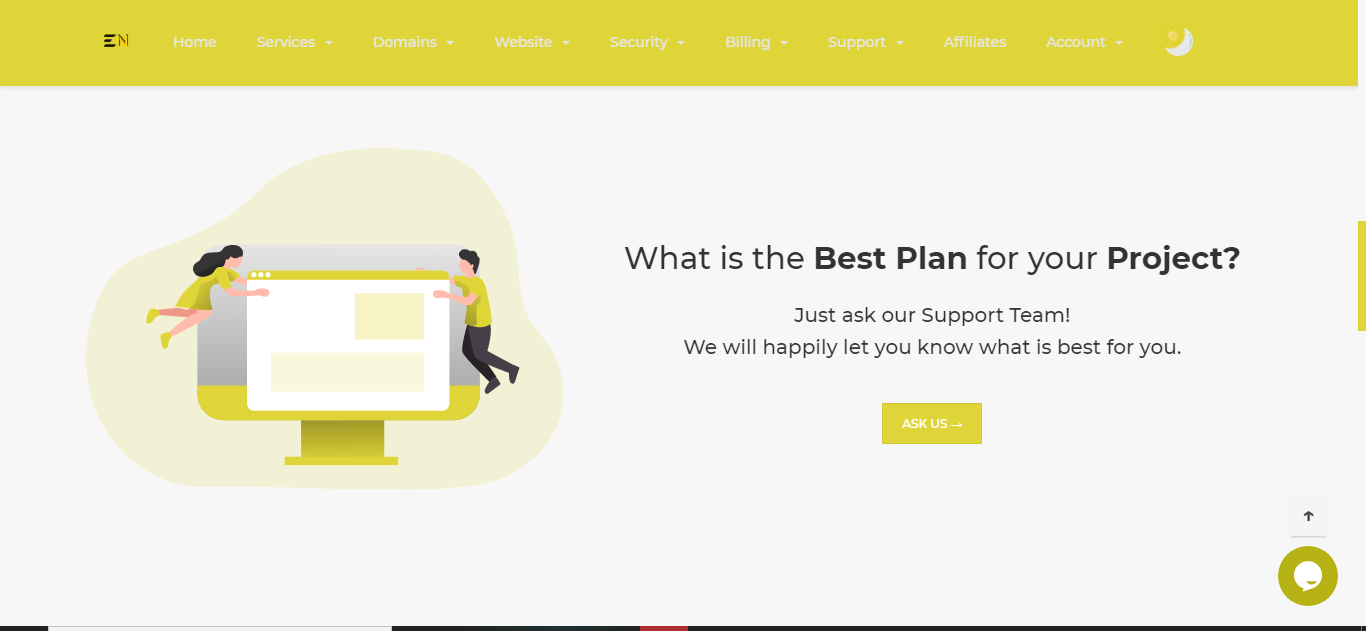 EN Home Services Domains Website Security Billing Support Affiliates Account
What is the Best Plan for your Project?
Just ask our Support Team!
We will happily let you know what is best for you.
ASK US →